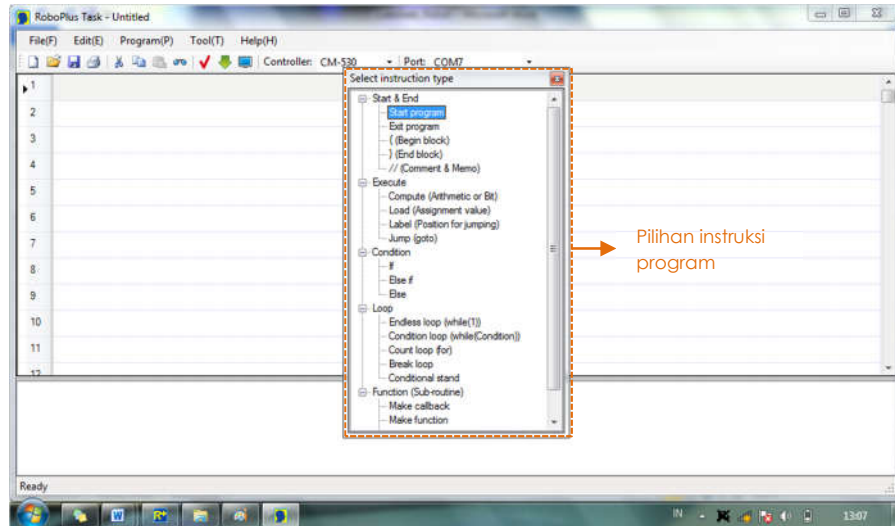 RoboPlus Task - Untitled
File(F) Edit(E) Program(P) Tool(T) Help(H)
Controller: CM-530 Port: COM7
Select instruction type
1
2
3
4
5
6
7
8
9
10
11
12
Start & End
Start program
Exit program
{ (Begin block)
} (End block)
// (Comment & Memo)
Execute
Compute (Arithmetic or Bit)
Load (Assignment value)
Label (Position for jumping)
Jump (goto)
Condition
If
Else if
Else
Loop
Endless loop (while(1))
Condition loop (while(Condition))
Count loop (for)
Break loop
Conditional stand
Function (Sub-routine)
Make callback
Make function
Pilihan instruksi
program
Ready
IN
13:07